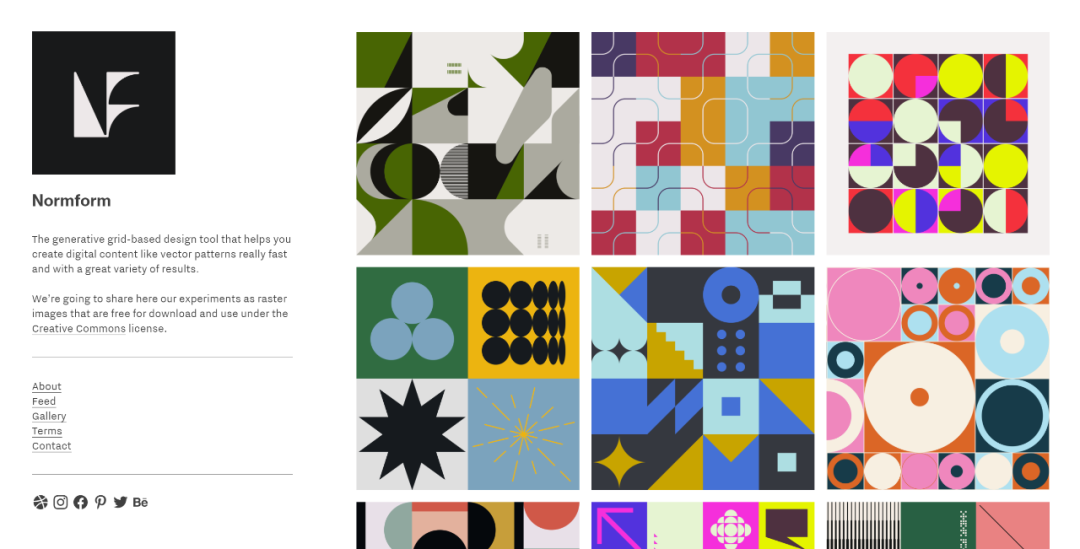 NF
Normform
The generative grid-based design tool that helps you
create digital content like vector patterns really fast
and with a great variety of results.
We're going to share here our experiments as raster
images that are free for download and use under the
Creative Commons license.
About
Feed
Gallery
Terms
Contact
Bē